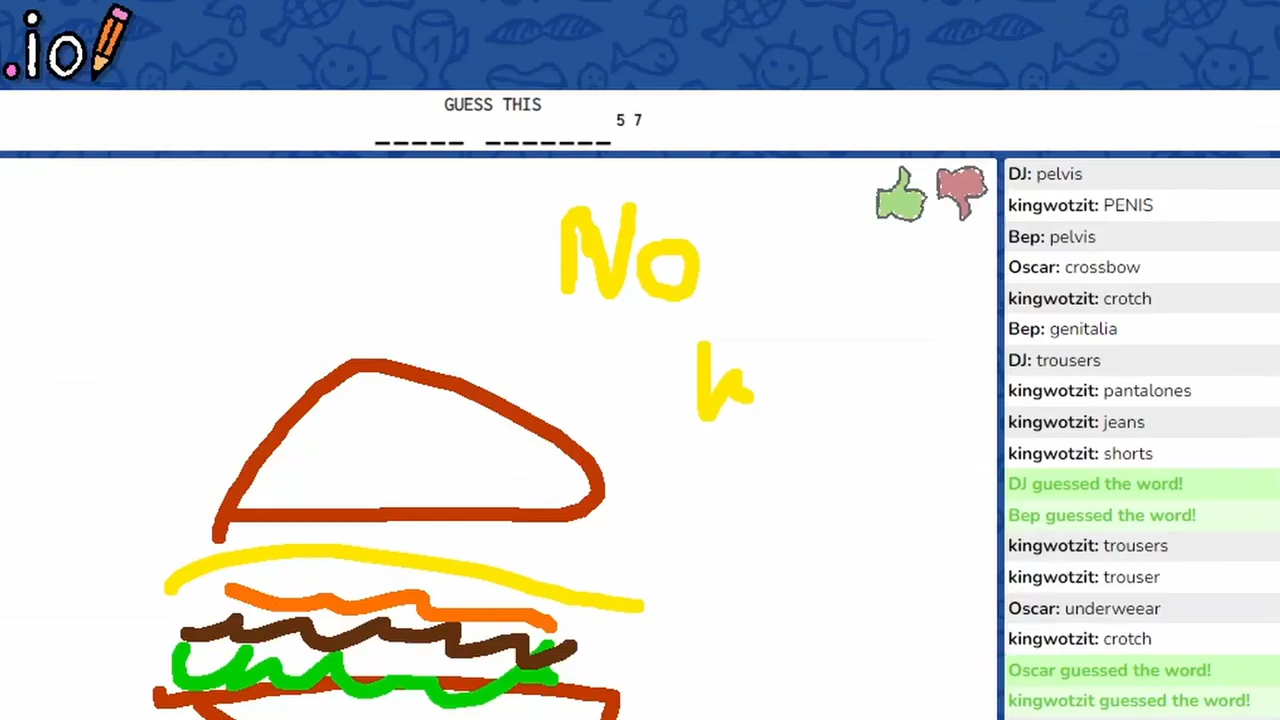 .io
GUESS THIS
5 7
_____ _______
No
h
DJ: pelvis
kingwotzit: PENIS
Bep: pelvis
Oscar: crossbow
kingwotzit: crotch
Bep: genitalia
DJ: trousers
kingwotzit: pantalones
kingwotzit: jeans
kingwotzit: shorts
DJ guessed the word!
Bep guessed the word!
kingwotzit: trousers
kingwotzit: trouser
Oscar: underweear
kingwotzit: crotch
Oscar guessed the word!
kingwotzit guessed the word!